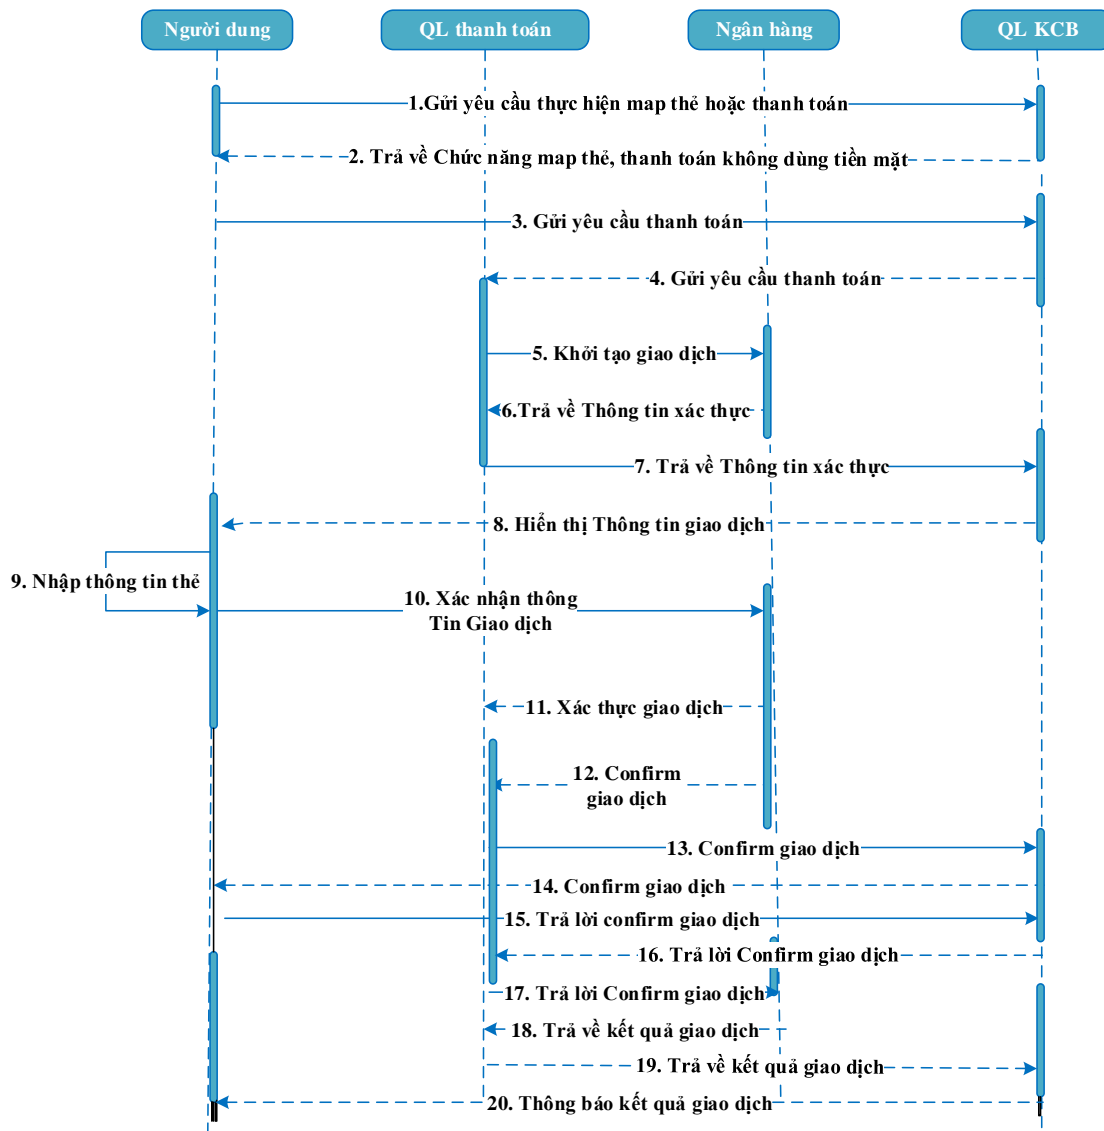 Người dung
QL thanh toán
Ngân hàng
QL KCB
1.Gửi yêu cầu thực hiện map thẻ hoặc thanh toán
2. Trả về Chức năng map thẻ, thanh toán không dùng tiền mặt
3. Gửi yêu cầu thanh toán
4. Gửi yêu cầu thanh toán
5. Khởi tạo giao dịch
6.Trả về Thông tin xác thực
7. Trả về Thông tin xác thực
8. Hiển thị Thông tin giao dịch
9. Nhập thông tin thẻ
10. Xác nhận thông
Tin Giao dịch
11. Xác thực giao dịch
12. Confirm
giao dịch
13. Confirm giao dịch
14. Confirm giao dịch
15. Trả lời confirm giao dịch
16. Trả lời Confirm giao dịch
17. Trả lời Confirm giao dịch
18. Trả về kết quả giao dịch
19. Trả về kết quả giao dịch
20. Thông báo kết quả giao dịch